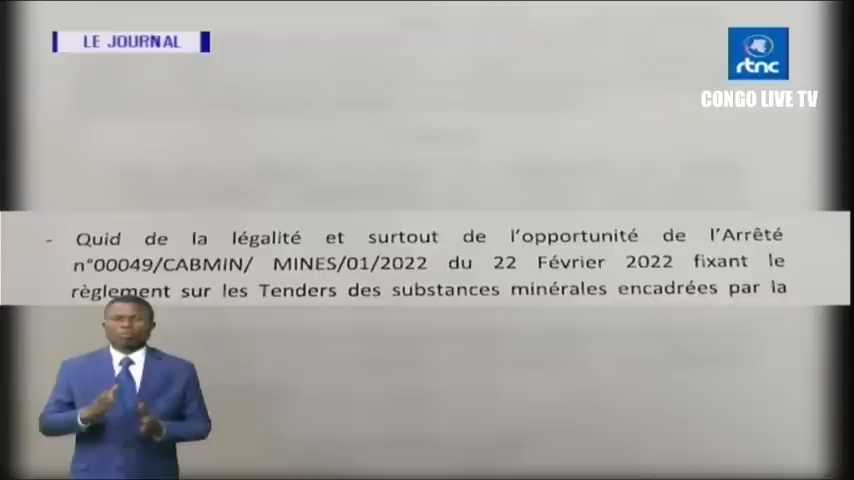 LE JOURNAL
rtnc
CONGO LIVE TV
- Quid de la légalité et surtout de l'opportunité de l'Arrêté
n°00049/CABMIN/ MINES/01/2022 du 22 Février 2022 fixant le
règlement sur les Tenders des substances minérales encadrées par la